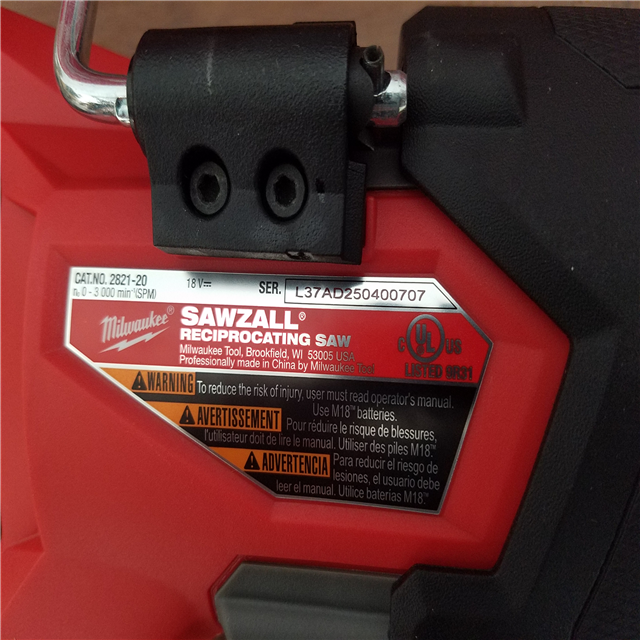 CAT.NO. 2821-20 18V⎓ SER. L37AD250400707
n₀ 0 - 3 000 min⁻¹(SPM)
Milwaukee®
SAWZALL®
RECIPROCATING SAW
Milwaukee Tool, Brookfield, WI 53005 USA
Professionally made in China by Milwaukee Tool
C UL® US
LISTED 9R21
WARNING To reduce the risk of injury, user must read operator's manual.
Use M18™ batteries.
AVERTISSEMENT Pour réduire le risque de blessures,
l'utilisateur doit de lire le manual. Utiliser des piles M18™
ADVERTENCIA Para reducir el riesgo de
lesiones, el usuario debe
leer el manual. Utilice baterías M18™